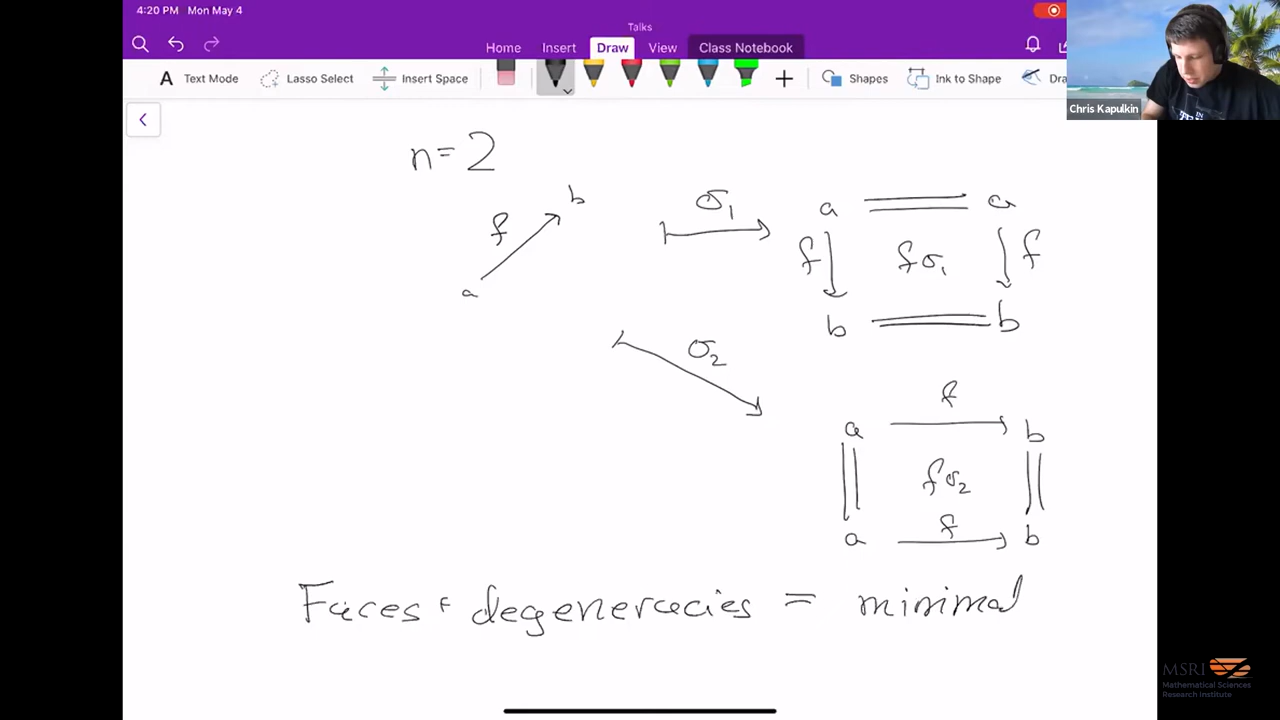 4:20 PM Mon May 4
Talks
Home Insert Draw View Class Notebook
Text Mode Lasso Select Insert Space Shapes Ink to Shape Dra
Chris Kapulkin
n = 2
f
a
b
σ₁
a a
f fσ₁ f
b b
σ₂
f
a b
fσ₂
f
a b
Faces + degeneracies = minimal
MSRI
Mathematical Sciences
Research Institute